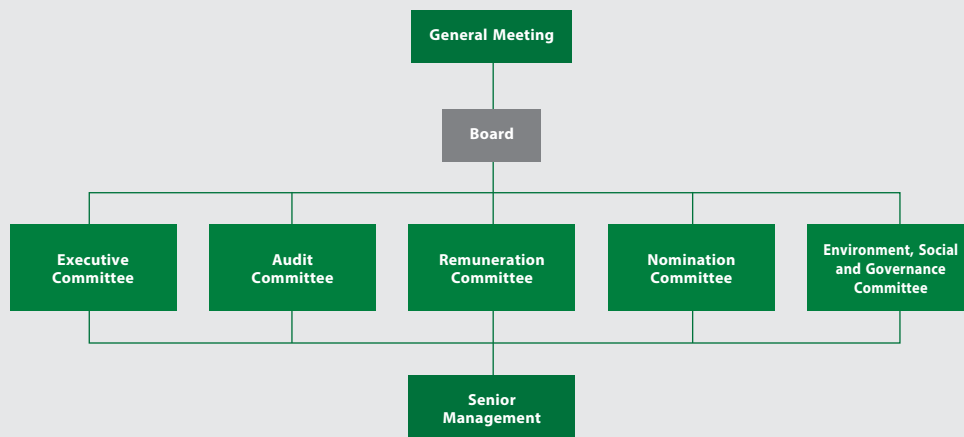 General Meeting
Board
Executive
Committee
Audit
Committee
Remuneration
Committee
Nomination
Committee
Environment, Social
and Governance
Committee
Senior
Management